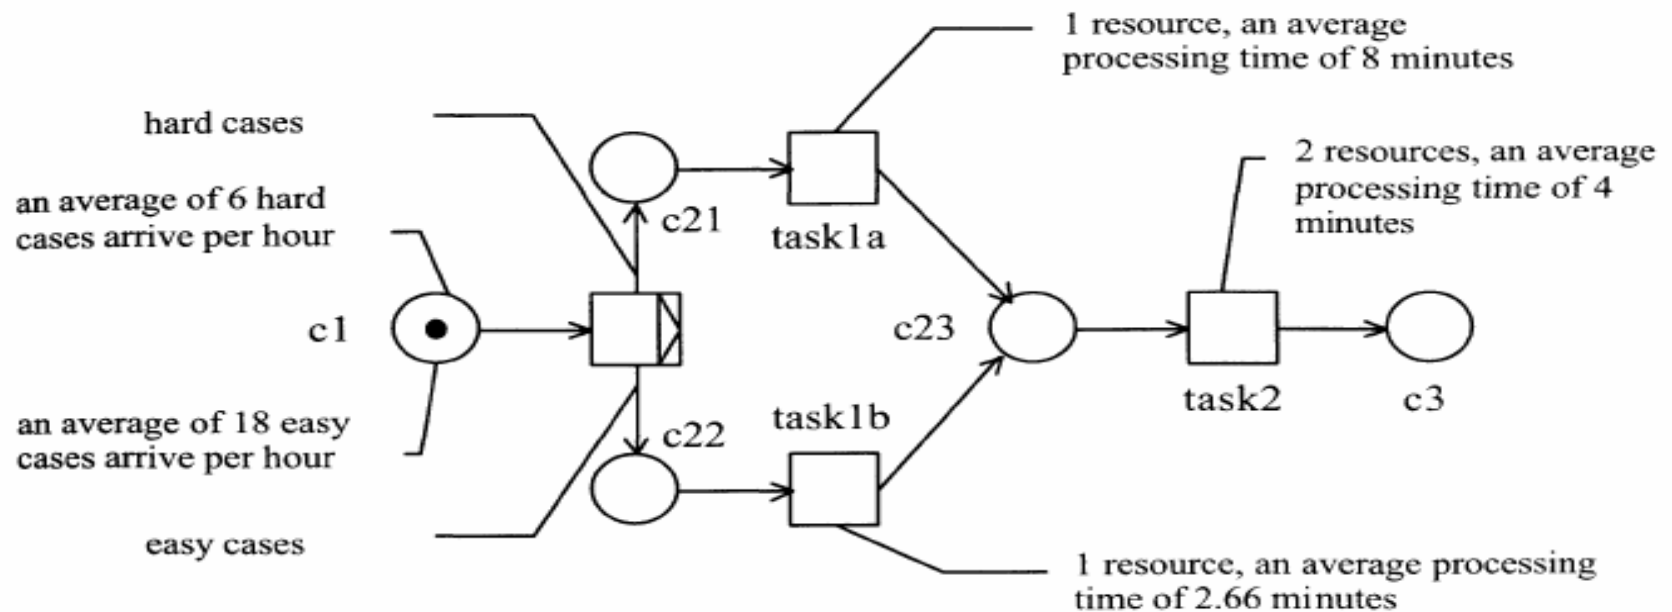 1 resource, an average
processing time of 8 minutes
hard cases
2 resources, an average
processing time of 4
minutes
an average of 6 hard
cases arrive per hour
c21
task1a
c1
c23
task2
c3
an average of 18 easy
cases arrive per hour
c22
task1b
easy cases
1 resource, an average processing
time of 2.66 minutes